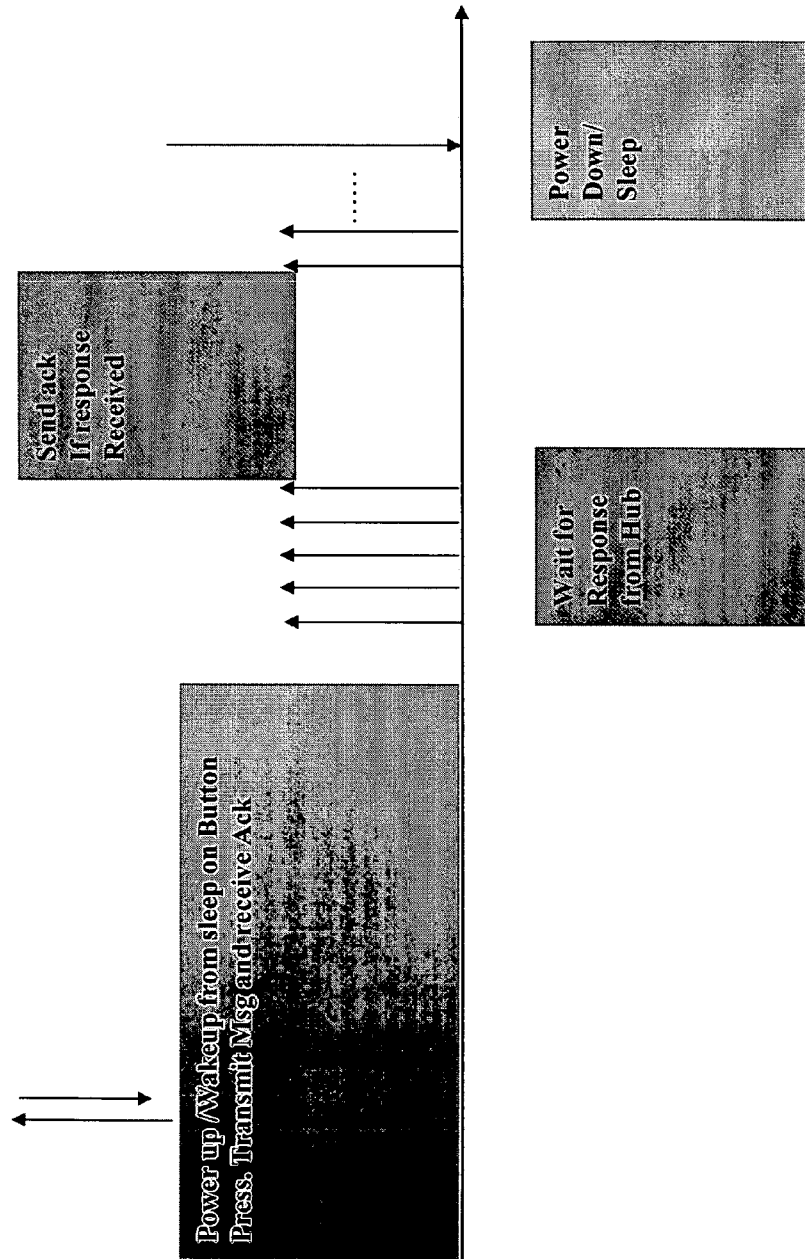 Power up /Wakeup from sleep on Button
Press. Transmit Msg and receive Ack
Wait for
Response
from Hub
Send ack
If response
Received
Power
Down/
Sleep